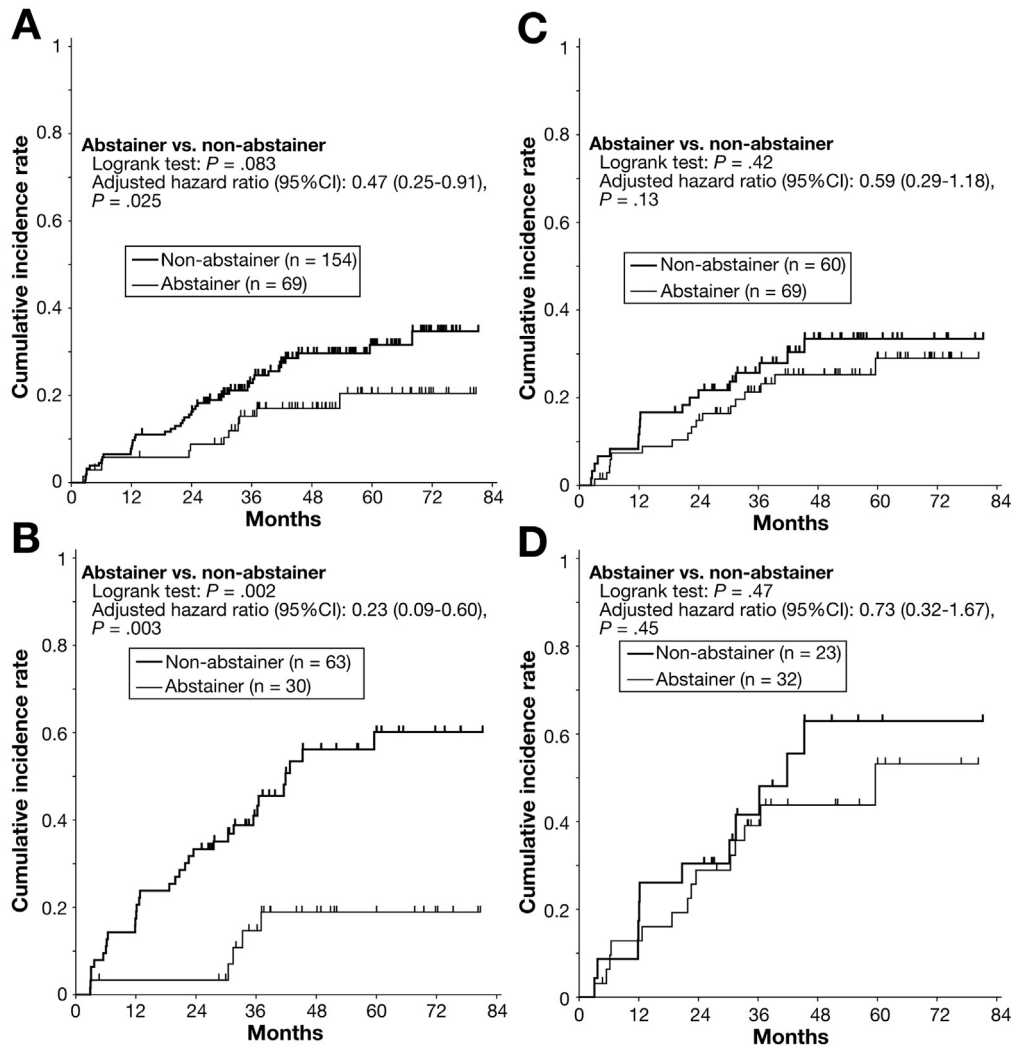 A
Cumulative incidence rate
1
0.8
0.6
0.4
0.2
0
Abstainer vs. non-abstainer
Logrank test: P = .083
Adjusted hazard ratio (95%CI): 0.47 (0.25-0.91),
P = .025
Non-abstainer (n = 154)
Abstainer (n = 69)
0 12 24 36 48 60 72 84
Months
C
Cumulative incidence rate
1
0.8
0.6
0.4
0.2
0
Abstainer vs. non-abstainer
Logrank test: P = .42
Adjusted hazard ratio (95%CI): 0.59 (0.29-1.18),
P = .13
Non-abstainer (n = 60)
Abstainer (n = 69)
0 12 24 36 48 60 72 84
Months
B
Cumulative incidence rate
1
0.8
0.6
0.4
0.2
0
Abstainer vs. non-abstainer
Logrank test: P = .002
Adjusted hazard ratio (95%CI): 0.23 (0.09-0.60),
P = .003
Non-abstainer (n = 63)
Abstainer (n = 30)
0 12 24 36 48 60 72 84
Months
D
Cumulative incidence rate
1
0.8
0.6
0.4
0.2
0
Abstainer vs. non-abstainer
Logrank test: P = .47
Adjusted hazard ratio (95%CI): 0.73 (0.32-1.67),
P = .45
Non-abstainer (n = 23)
Abstainer (n = 32)
0 12 24 36 48 60 72 84
Months